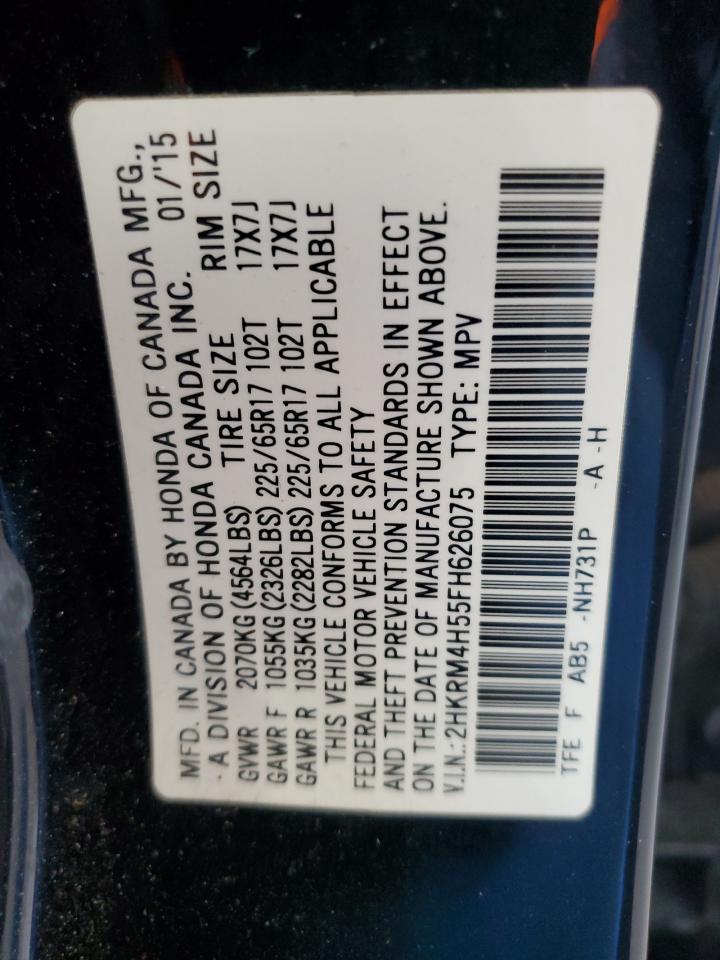 MFD. IN CANADA BY HONDA OF CANADA MFG.,
- A DIVISION OF HONDA CANADA INC. 01/'15
GVWR 2070KG(4564LBS) TIRE SIZE RIM SIZE
GAWR F 1055KG(2326LBS) 225/65R17 102T 17X7J
GAWR R 1035KG(2282LBS) 225/65R17 102T 17X7J
THIS VEHICLE CONFORMS TO ALL APPLICABLE
FEDERAL MOTOR VEHICLE SAFETY
AND THEFT PREVENTION STANDARDS IN EFFECT
ON THE DATE OF MANUFACTURE SHOWN ABOVE.
V.I.N.:2HKRM4H55FH626075 TYPE: MPV
TFE F AB5 -NH731P -A -H